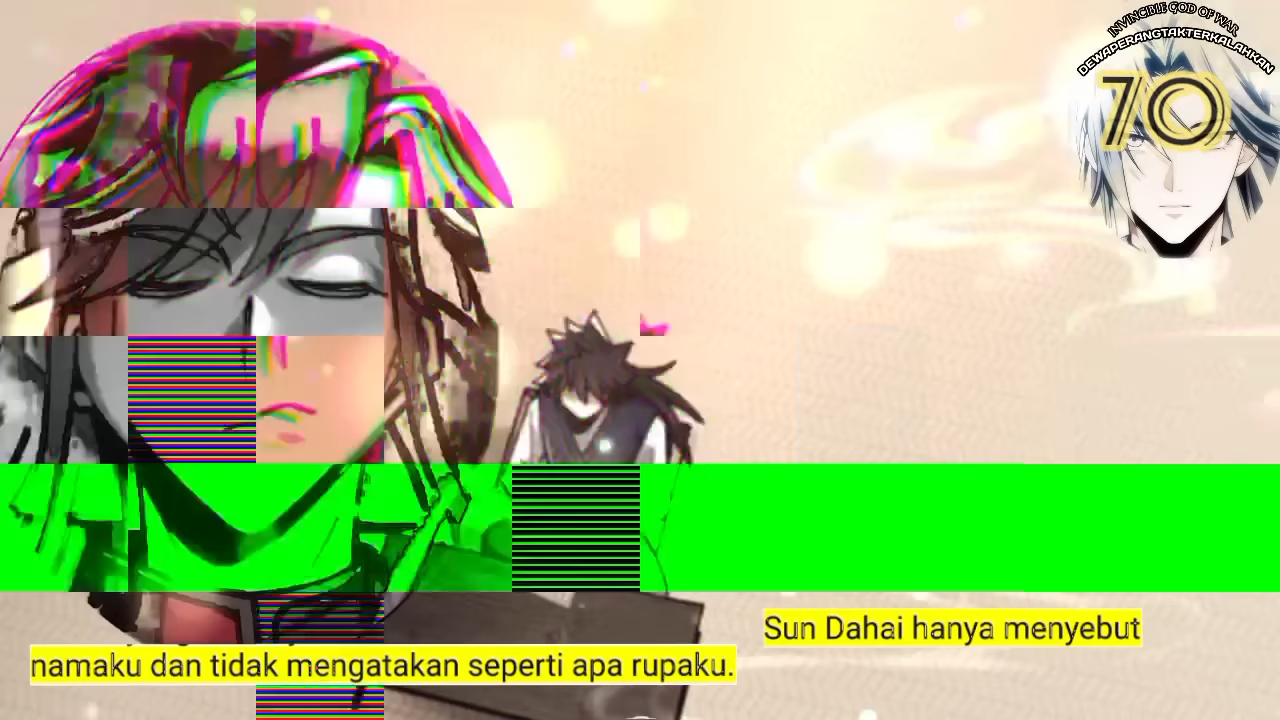 INVINCIBLE GOD OF WAR
DEWAPERANGTAKTERKALAHKAN
70
Sun Dahai hanya menyebut
namaku dan tidak mengatakan seperti apa rupaku.